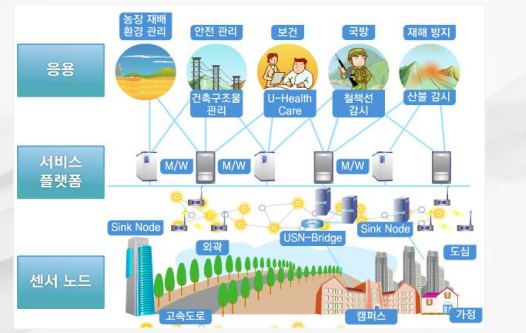 농장 재배
환경 관리
안전 관리
보건
국방
재해 방지
응용
건축구조물
관리
U-Health
Care
철책선
감시
산불 감시
서비스
플랫폼
M/W
M/W
M/W
Sink Node
외곽
USN-Bridge
Sink Node
도심
센서 노드
고속도로
캠퍼스
가정